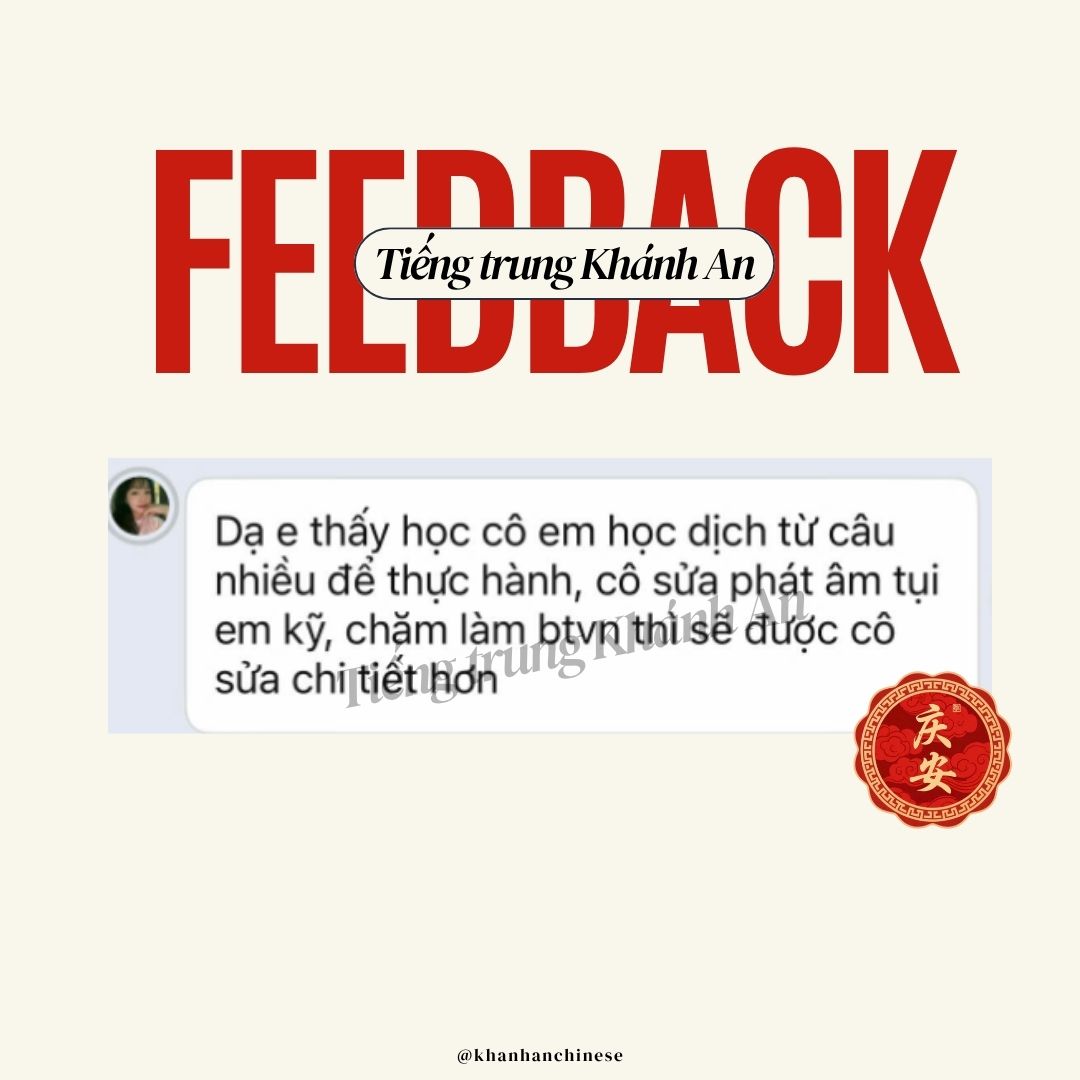 FEEDBACK
Tiếng trung Khánh An
Dạ e thấy học cô em học dịch từ câu
nhiều để thực hành, cô sửa phát âm tụi
em kỹ, chăm làm btvn thì sẽ được cô
sửa chi tiết hơn
Tiếng trung Khánh An
庆
安
@khanhanchinese